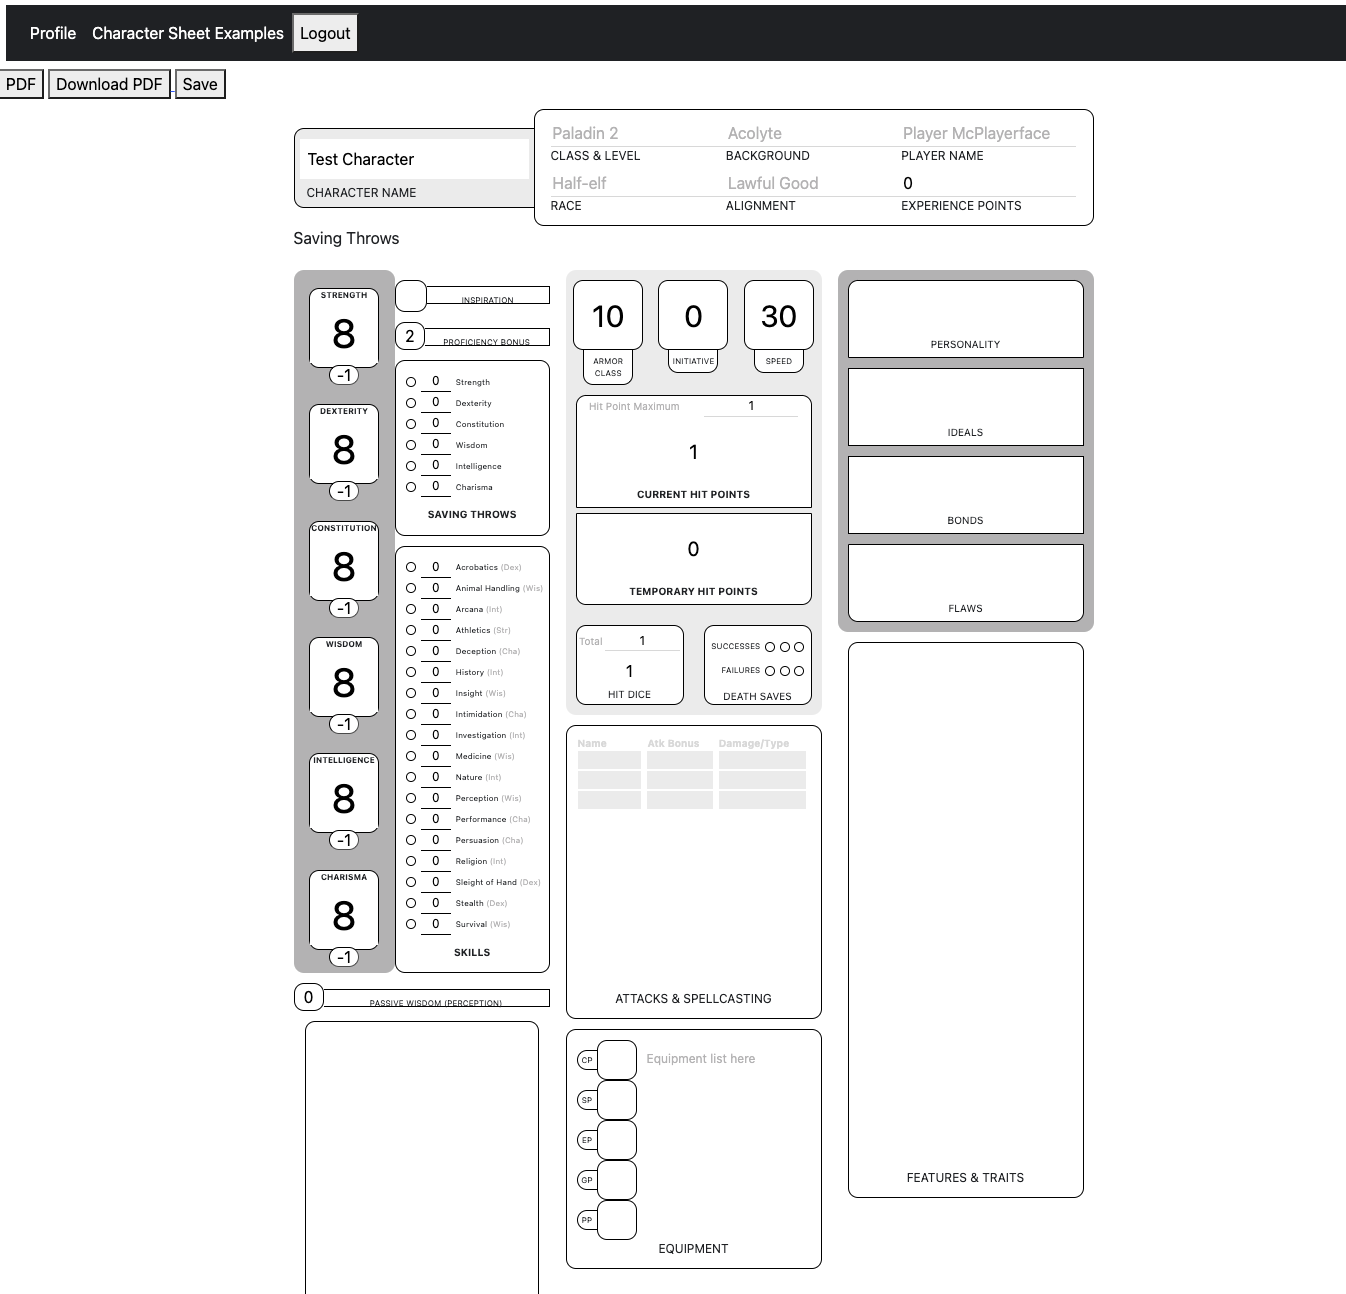 Profile Character Sheet Examples Logout
PDF Download PDF Save
Test Character
CHARACTER NAME
Paladin 2 Acolyte Player McPlayerface
CLASS & LEVEL BACKGROUND PLAYER NAME
Half-elf Lawful Good 0
RACE ALIGNMENT EXPERIENCE POINTS
Saving Throws
STRENGTH
8
-1
DEXTERITY
8
-1
CONSTITUTION
8
-1
WISDOM
8
-1
INTELLIGENCE
8
-1
CHARISMA
8
-1
INSPIRATION
2 PROFICIENCY BONUS
0 Strength
0 Dexterity
0 Constitution
0 Wisdom
0 Intelligence
0 Charisma
SAVING THROWS
0 Acrobatics (Dex)
0 Animal Handling (Wis)
0 Arcana (Int)
0 Athletics (Str)
0 Deception (Cha)
0 History (Int)
0 Insight (Wis)
0 Intimidation (Cha)
0 Investigation (Int)
0 Medicine (Wis)
0 Nature (Int)
0 Perception (Wis)
0 Performance (Cha)
0 Persuasion (Cha)
0 Religion (Int)
0 Sleight of Hand (Dex)
0 Stealth (Dex)
0 Survival (Wis)
SKILLS
0 PASSIVE WISDOM (PERCEPTION)
10 0 30
ARMOR CLASS INITIATIVE SPEED
Hit Point Maximum 1
1
CURRENT HIT POINTS
0
TEMPORARY HIT POINTS
Total 1
1
HIT DICE
SUCCESSES
FAILURES
DEATH SAVES
Name Atk Bonus Damage/Type
ATTACKS & SPELLCASTING
CP Equipment list here
SP
EP
GP
PP
EQUIPMENT
PERSONALITY
IDEALS
BONDS
FLAWS
FEATURES & TRAITS